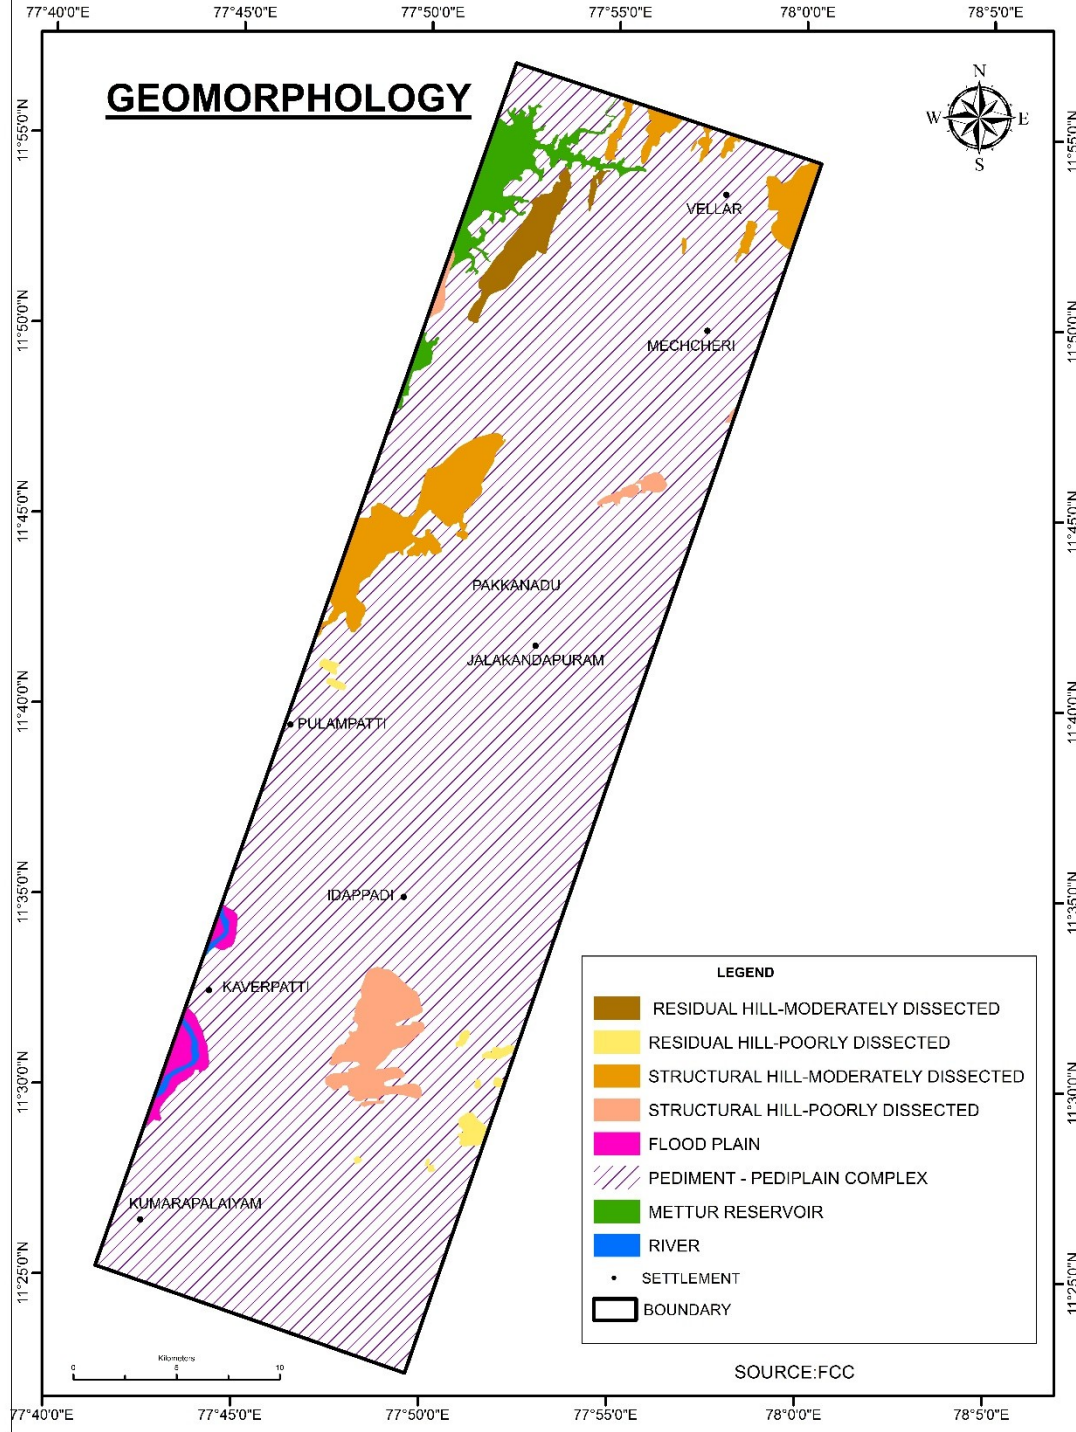 77°40'0"E 77°45'0"E 77°50'0"E 77°55'0"E 78°0'0"E 78°5'0"E
GEOMORPHOLOGY
N
W E
S
11°55'0"N 11°55'0"N
VELLAR
11°50'0"N 11°50'0"N
MECHCHERI
11°45'0"N 11°45'0"N
PAKKANADU
JALAKANDAPURAM
11°40'0"N 11°40'0"N
PULAMPATTI
11°35'0"N 11°35'0"N
IDAPPADI
KAVERPATTI
11°30'0"N 11°30'0"N
KUMARAPALAIYAM
11°25'0"N 11°25'0"N
LEGEND
RESIDUAL HILL-MODERATELY DISSECTED
RESIDUAL HILL-POORLY DISSECTED
STRUCTURAL HILL-MODERATELY DISSECTED
STRUCTURAL HILL-POORLY DISSECTED
FLOOD PLAIN
PEDIMENT - PEDIPLAIN COMPLEX
METTUR RESERVOIR
RIVER
SETTLEMENT
BOUNDARY
Kilometers
0 5 10
SOURCE:FCC
77°40'0"E 77°45'0"E 77°50'0"E 77°55'0"E 78°0'0"E 78°5'0"E